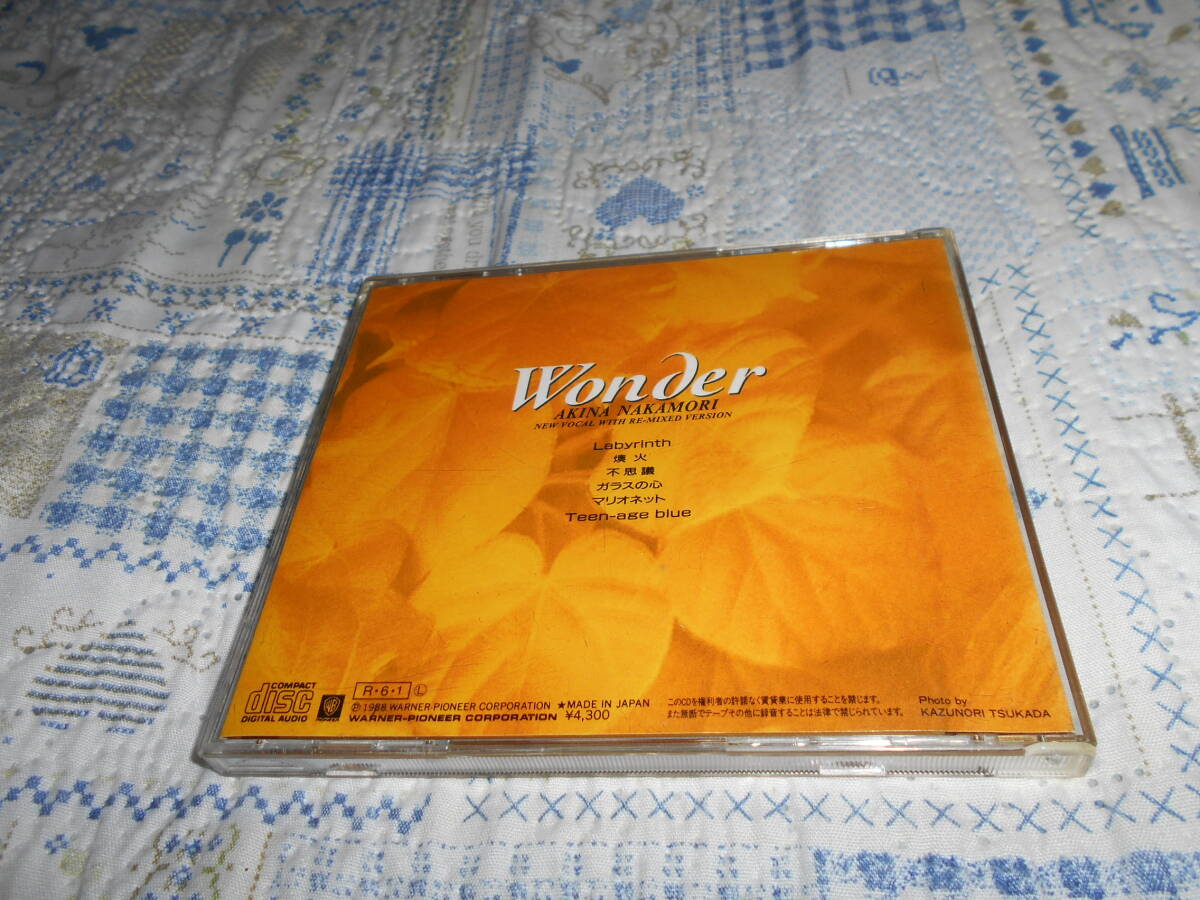 Wonder
AKINA NAKAMORI
NEW VOCAL WITH RE-MIXED VERSION
Labyrinth
燠火
不思議
ガラスの心
マリオネット
Teen-age blue
COMPACT
disc
DIGITAL AUDIO
R・6・1 Ⓛ
Ⓟ 1988 WARNER-PIONEER CORPORATION ★MADE IN JAPAN
WARNER-PIONEER CORPORATION ¥4,300
このCDを権利者の許諾なく賃貸業に使用することを禁じます。
また無断でテープその他に録音することは法律で禁じられています。
Photo by
KAZUNORI TSUKADA